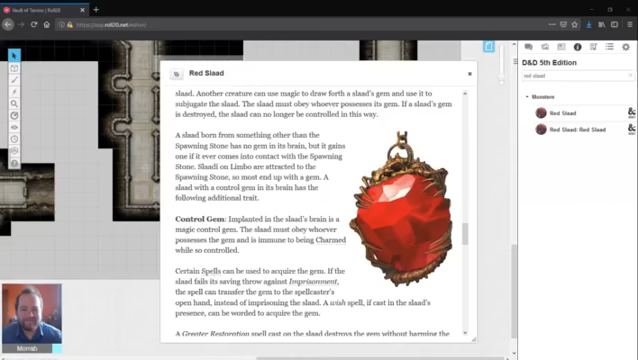 Vault of Terrors | Roll20
https://app.roll20.net/editor/
Red Slaad
slaad. Another creature can use magic to draw forth a slaad's gem and use it to
subjugate the slaad. The slaad must obey whoever possesses its gem. If a slaad's gem
is destroyed, the slaad can no longer be controlled in this way.
A slaad born from something other than the
Spawning Stone has no gem in its brain, but it gains
one if it ever comes into contact with the Spawning
Stone. Slaadi on Limbo are attracted to the
Spawning Stone, so most end up with a gem. A
slaad with a control gem in its brain has the
following additional trait.
Control Gem: Implanted in the slaad's brain is a
magic control gem. The slaad must obey whoever
possesses the gem and is immune to being Charmed
while so controlled.
Certain Spells can be used to acquire the gem. If the
slaad fails its saving throw against Imprisonment,
the spell can transfer the gem to the spellcaster's
open hand, instead of imprisoning the slaad. A wish spell, if cast in the slaad's
presence, can be worded to acquire the gem.
A Greater Restoration spell cast on the slaad destroys the gem without harming the
D&D 5th Edition
red slaad
Monsters
Red Slaad
Red Slaad: Red Slaad